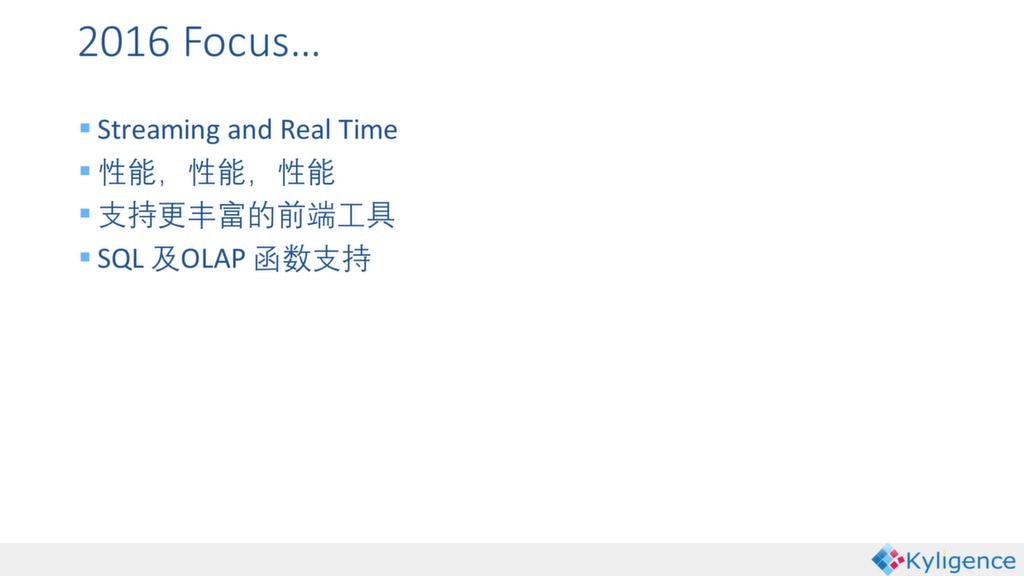 2016 Focus...
Streaming and Real Time
性能，性能，性能
支持更丰富的前端工具
SQL 及OLAP 函数支持
Kyligence